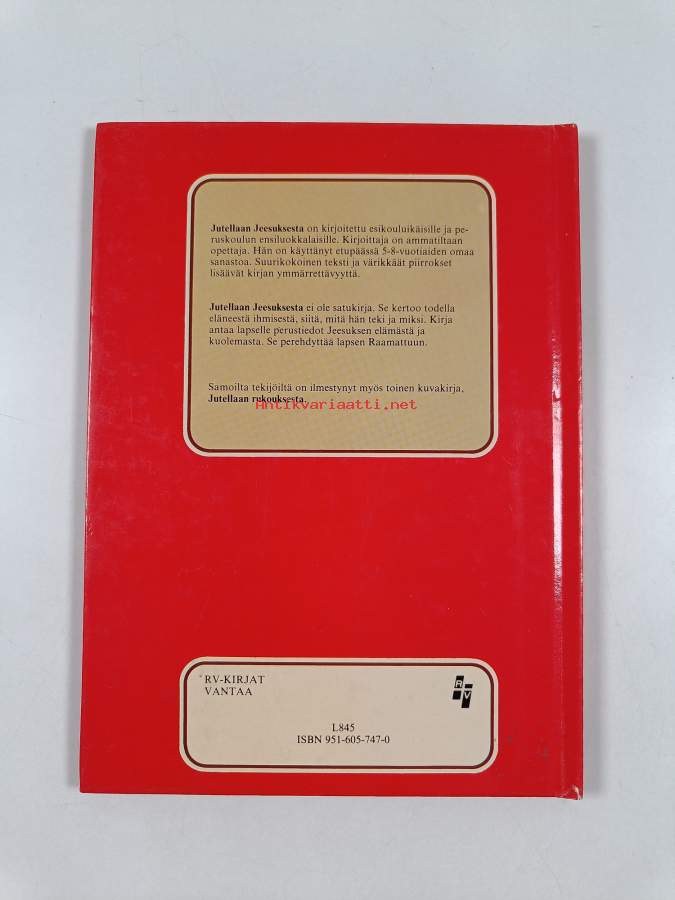 Jutellaan Jeesuksesta on kirjoitettu esikouluikäisille ja pe-
ruskoulun ensiluokkalaisille. Kirjoittaja on ammatiltaan
opettaja. Hän on käyttänyt etupäässä 5-8-vuotiaiden omaa
sanastoa. Suurikokoinen teksti ja värikkäät piirrokset
lisäävät kirjan ymmärrettävyyttä.
Jutellaan Jeesuksesta ei ole satukirja. Se kertoo todella
eläneestä ihmisestä, siitä, mitä hän teki ja miksi. Kirja
antaa lapselle perustiedot Jeesuksen elämästä ja
kuolemasta. Se perehdyttää lapsen Raamattuun.
Samoilta tekijöiltä on ilmestynyt myös toinen kuvakirja,
Jutellaan rukouksesta.
Antikvariaatti.net
RV-KIRJAT
VANTAA
R
V
L845
ISBN 951-605-747-0